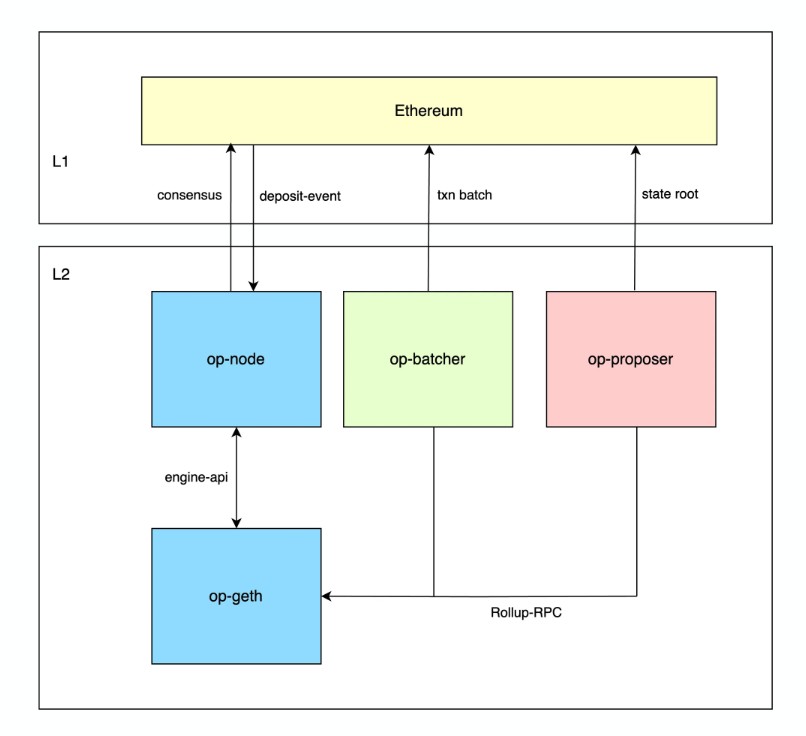 Ethereum
L1
consensus
deposit-event
txn batch
state root
L2
op-node
op-batcher
op-proposer
engine-api
op-geth
Rollup-RPC